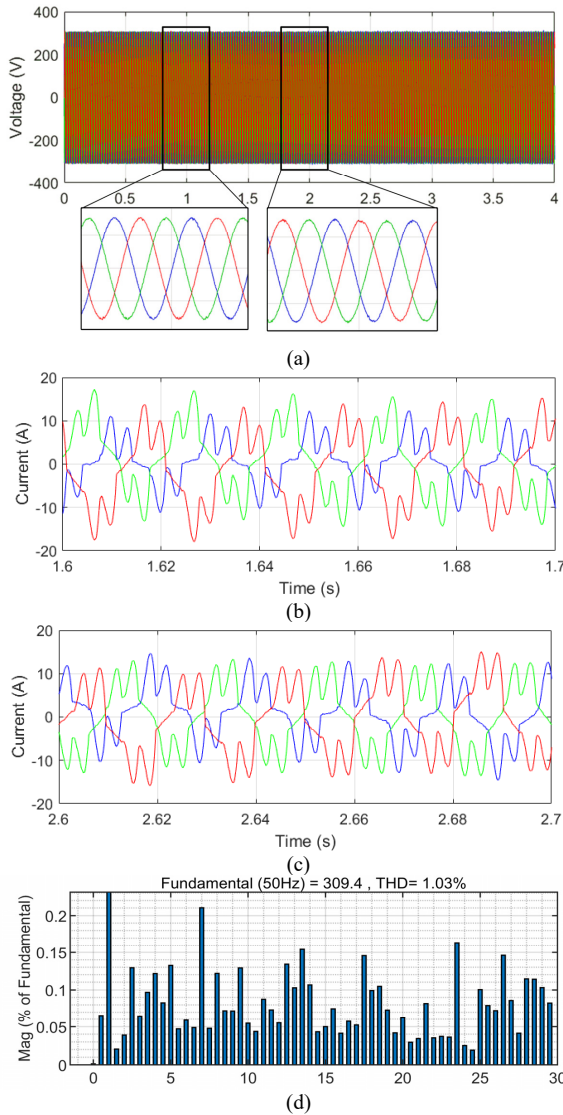 400
200
0
-200
-400
Voltage (V)
0 0.5 1 1.5 2 2.5 3 3.5 4
(a)
20
10
0
-10
-20
Current (A)
1.6 1.62 1.64 1.66 1.68 1.7
Time (s)
(b)
20
10
0
-10
-20
Current (A)
2.6 2.62 2.64 2.66 2.68 2.7
Time (s)
(c)
Fundamental (50Hz) = 309.4 , THD= 1.03%
0.2
0.15
0.1
0.05
0
Mag (% of Fundamental)
0 5 10 15 20 25 30
(d)